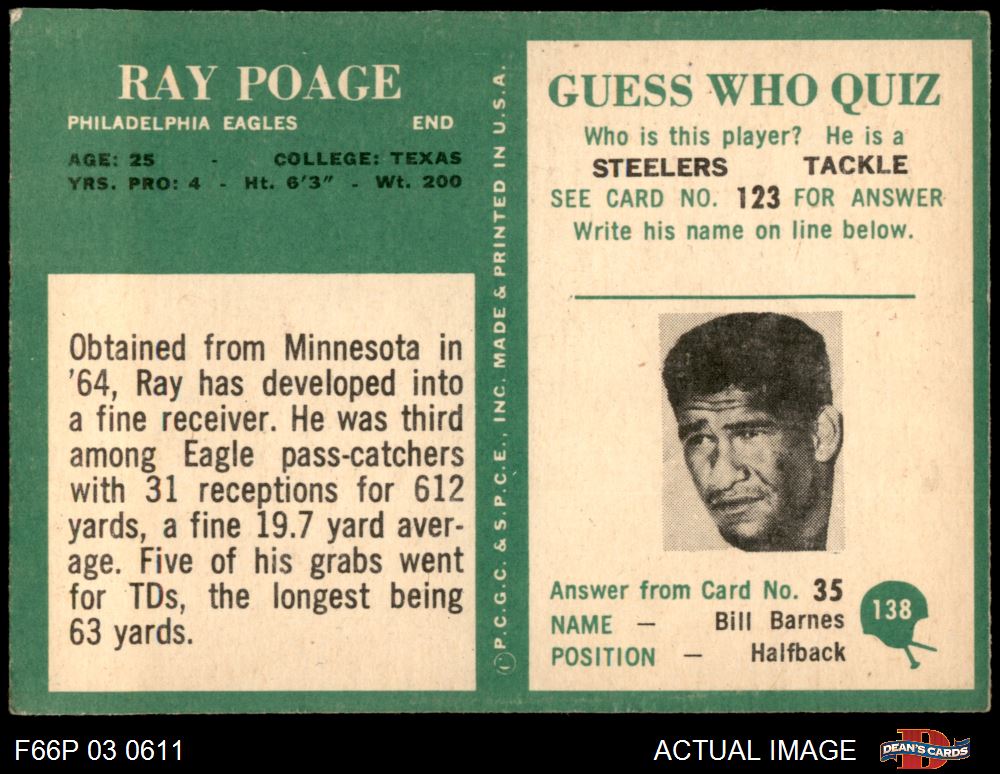 RAY POAGE
PHILADELPHIA EAGLES END
AGE: 25 - COLLEGE: TEXAS
YRS. PRO: 4 - Ht. 6'3" - Wt. 200
Obtained from Minnesota in
'64, Ray has developed into
a fine receiver. He was third
among Eagle pass-catchers
with 31 receptions for 612
yards, a fine 19.7 yard aver-
age. Five of his grabs went
for TDs, the longest being
63 yards.
© P.C.G.C. & S.P.C.E., INC. MADE & PRINTED IN U.S.A.
GUESS WHO QUIZ
Who is this player? He is a
STEELERS TACKLE
SEE CARD NO. 123 FOR ANSWER
Write his name on line below.
Answer from Card No. 35
NAME — Bill Barnes
POSITION — Halfback
138
F66P 03 0611
ACTUAL IMAGE
D
DEAN'S CARDS